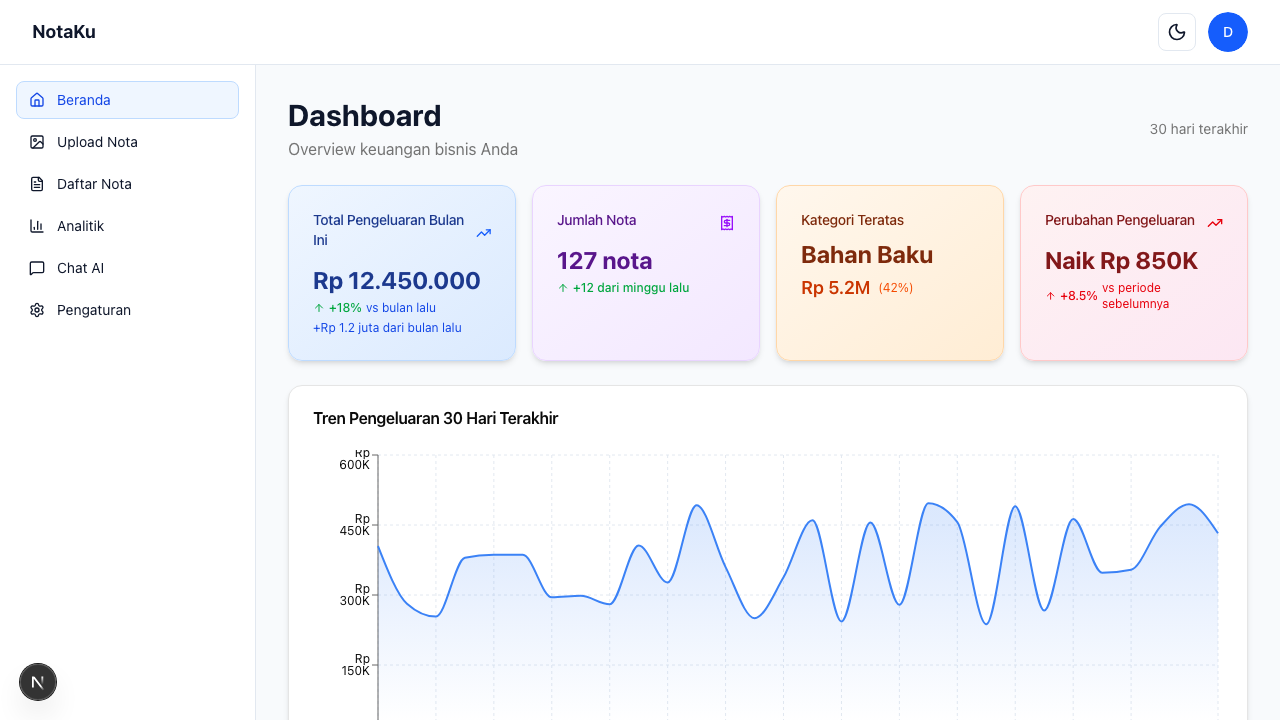 NotaKu
D
Beranda
Upload Nota
Daftar Nota
Analitik
Chat AI
Pengaturan
Dashboard
Overview keuangan bisnis Anda
30 hari terakhir
Total Pengeluaran Bulan
Ini
Rp 12.450.000
↑ +18% vs bulan lalu
+Rp 1.2 juta dari bulan lalu
Jumlah Nota
127 nota
↑ +12 dari minggu lalu
Kategori Teratas
Bahan Baku
Rp 5.2M (42%)
Perubahan Pengeluaran
Naik Rp 850K
↑ +8.5% vs periode
sebelumnya
Tren Pengeluaran 30 Hari Terakhir
Rp
600K
Rp
450K
Rp
300K
Rp
150K
N